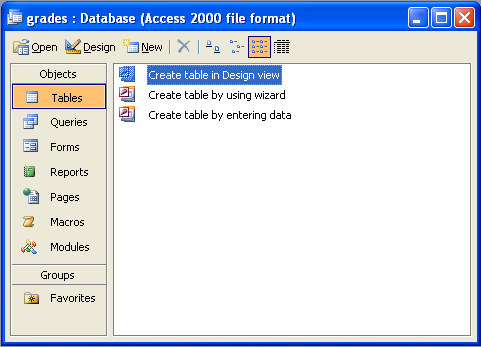 grades : Database (Access 2000 file format)
Open Design New
Objects
Tables
Queries
Forms
Reports
Pages
Macros
Modules
Groups
Favorites
Create table in Design view
Create table by using wizard
Create table by entering data